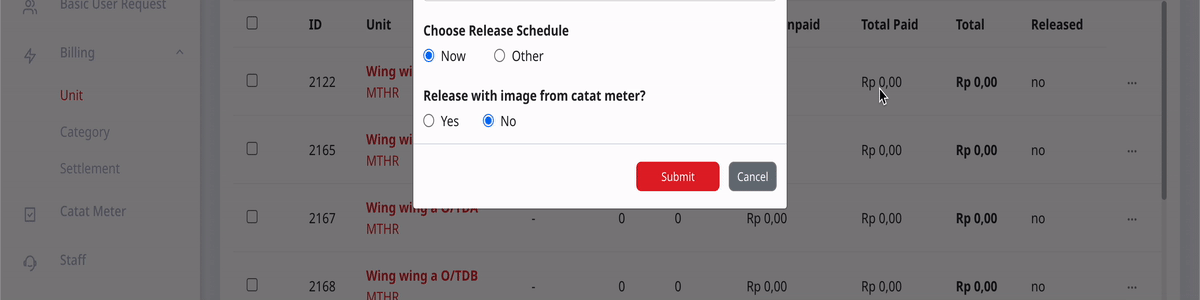 Basic User Request
Billing
Unit
Category
Settlement
Catat Meter
Staff
ID Unit npaid Total Paid Total Released
2122 Wing wi Rp 0,00 Rp 0,00 no ...
MTHR
2165 Wing wi Rp 0,00 Rp 0,00 no ...
MTHR
2167 Wing wing a O/TDA - 0 0 Rp 0,00 Rp 0,00 Rp 0,00 no ...
MTHR
2168 Wing wing a O/TDB - 0 0 Rp 0,00 Rp 0,00 Rp 0,00 no ...
MTHR
Choose Release Schedule
Now Other
Release with image from catat meter?
Yes No
Submit Cancel